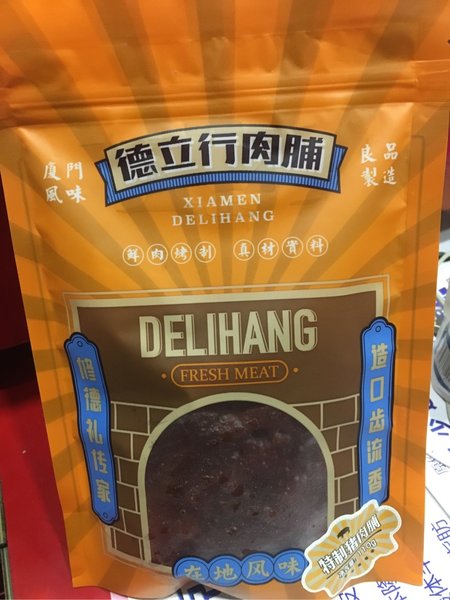 德立行肉脯
廈門
風味
良品
製造
XIAMEN
DELIHANG
鲜肉烤制 真材實料
DELIHANG
FRESH MEAT
修德礼传家
造口齿流香
在地风味
特制猪肉脯